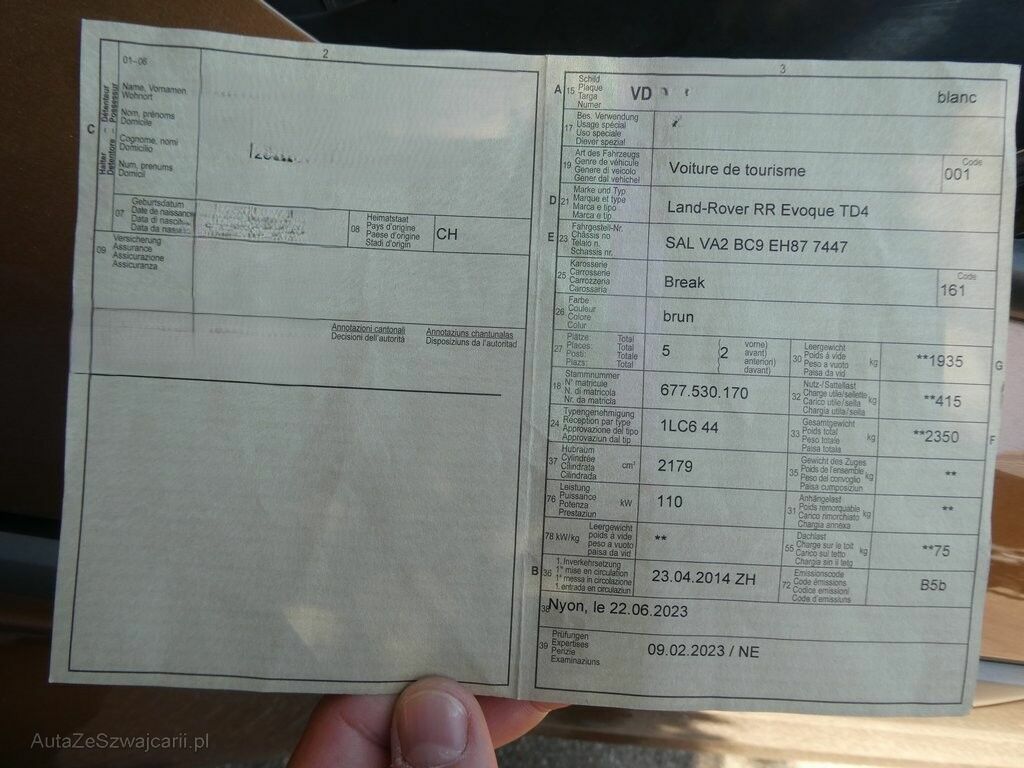 2
01-06
Halter Détenteur
Detentore Possessur
C
Name, Vornamen
Wohnort
Nom, prénoms
Domicile
Cognome, nomi
Domicilio
Num, prenums
Domicil
07
Geburtsdatum
Date de naissance
Data di nascita
Data da nasch
08
Heimatstaat
Pays d'origine
Paese d'origine
Stadi d'origin
CH
09
Versicherung
Assurance
Assicurazione
Assicuranza
Annotazioni cantonali
Decisioni dell'autorità
Annotaziuns chantunalas
Disposiziuns da l'autoritad
3
A
15
Schild
Plaque
Targa
Numer
VD
blanc
17
Bes. Verwendung
Usage spécial
Uso speciale
Diever spezial
19
Art des Fahrzeugs
Genre de véhicule
Genere di veicolo
Gener dal vehichel
Voiture de tourisme
Code
001
D
21
Marke und Typ
Marque et type
Marca e tipo
Marca e tip
Land-Rover RR Evoque TD4
E
23
Fahrgestell-Nr.
Châssis no
Telaio n.
Schassis nr.
SAL VA2 BC9 EH87 7447
25
Karosserie
Carrosserie
Carrozzeria
Carossaria
Break
Code
161
26
Farbe
Couleur
Colore
Colur
brun
27
Plätze: Total
Places: Total
Posti: Totale
Plazs: Total
5
(2
vorne)
avant)
anteriori)
davant)
30
Leergewicht
Poids à vide
Peso a vuoto
Paisa da vid
kg
**1935
G
18
Stammnummer
N° matricule
N. di matricola
Nr. da matricla
677.530.170
32
Nutz-/Sattellast
Charge utile/sellette
Carico utile/sella
Chargia utila/sella
kg
**415
24
Typengenehmigung
Réception par type
Approvazione del tipo
Approvaziun dal tip
1LC6 44
33
Gesamtgewicht
Poids total
Peso totale
Paisa totala
kg
**2350
F
37
Hubraum
Cylindrée
Cilindrata
Cilindrada
cm³
2179
35
Gewicht des Zuges
Poids de l'ensemble
Peso del convoglio
Paisa cumposiziun
kg
**
76
Leistung
Puissance
Potenza
Prestaziun
kW
110
31
Anhängelast
Poids remorquable
Carico rimorchiato
Chargia annexa
kg
**
78 kW/kg
Leergewicht
poids à vide
peso a vuoto
paisa da vid
**
55
Dachlast
Charge sur le toit
Carico sul tetto
Chargia sin il tetg
kg
**75
B
36
1. Inverkehrsetzung
1re mise en circulation
1a messa in circolazione
1. entrada en circulaziun
23.04.2014 ZH
72
Emissionscode
Code émissions
Codice emissioni
Code d'emissiuns
B5b
38
Nyon, le 22.06.2023
39
Prüfungen
Expertises
Perizie
Examinaziuns
09.02.2023 / NE
AutaZeSzwajcarii.pl